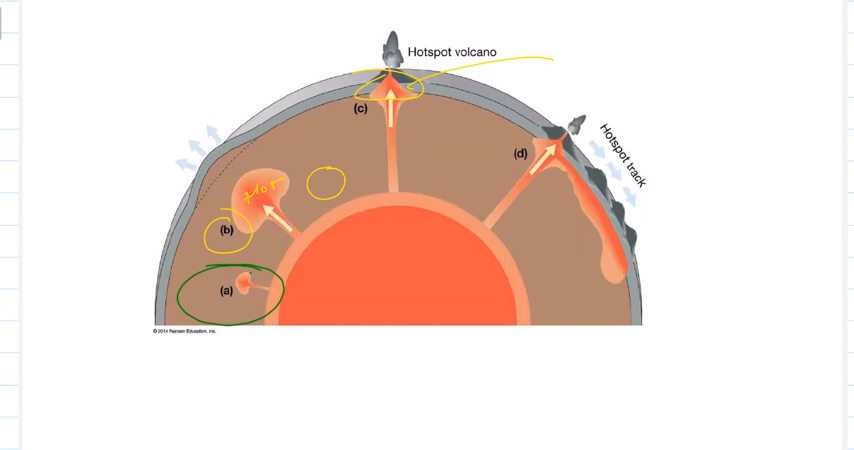 Hotspot volcano
(c)
(d)
Hotspot track
Hot
(b)
(a)
© 2014 Pearson Education, Inc.